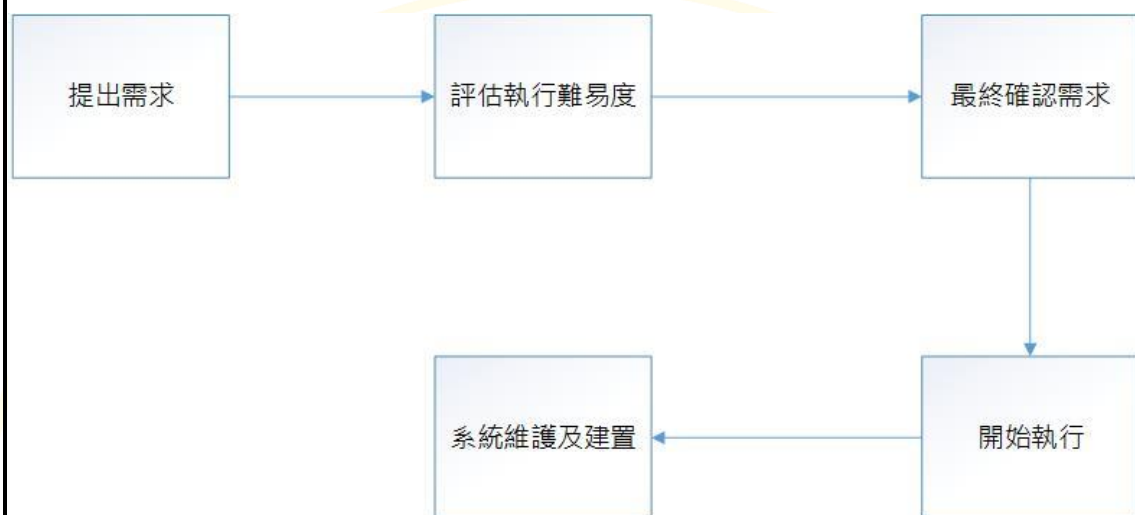 提出需求
評估執行難易度
最終確認需求
開始執行
系統維護及建置